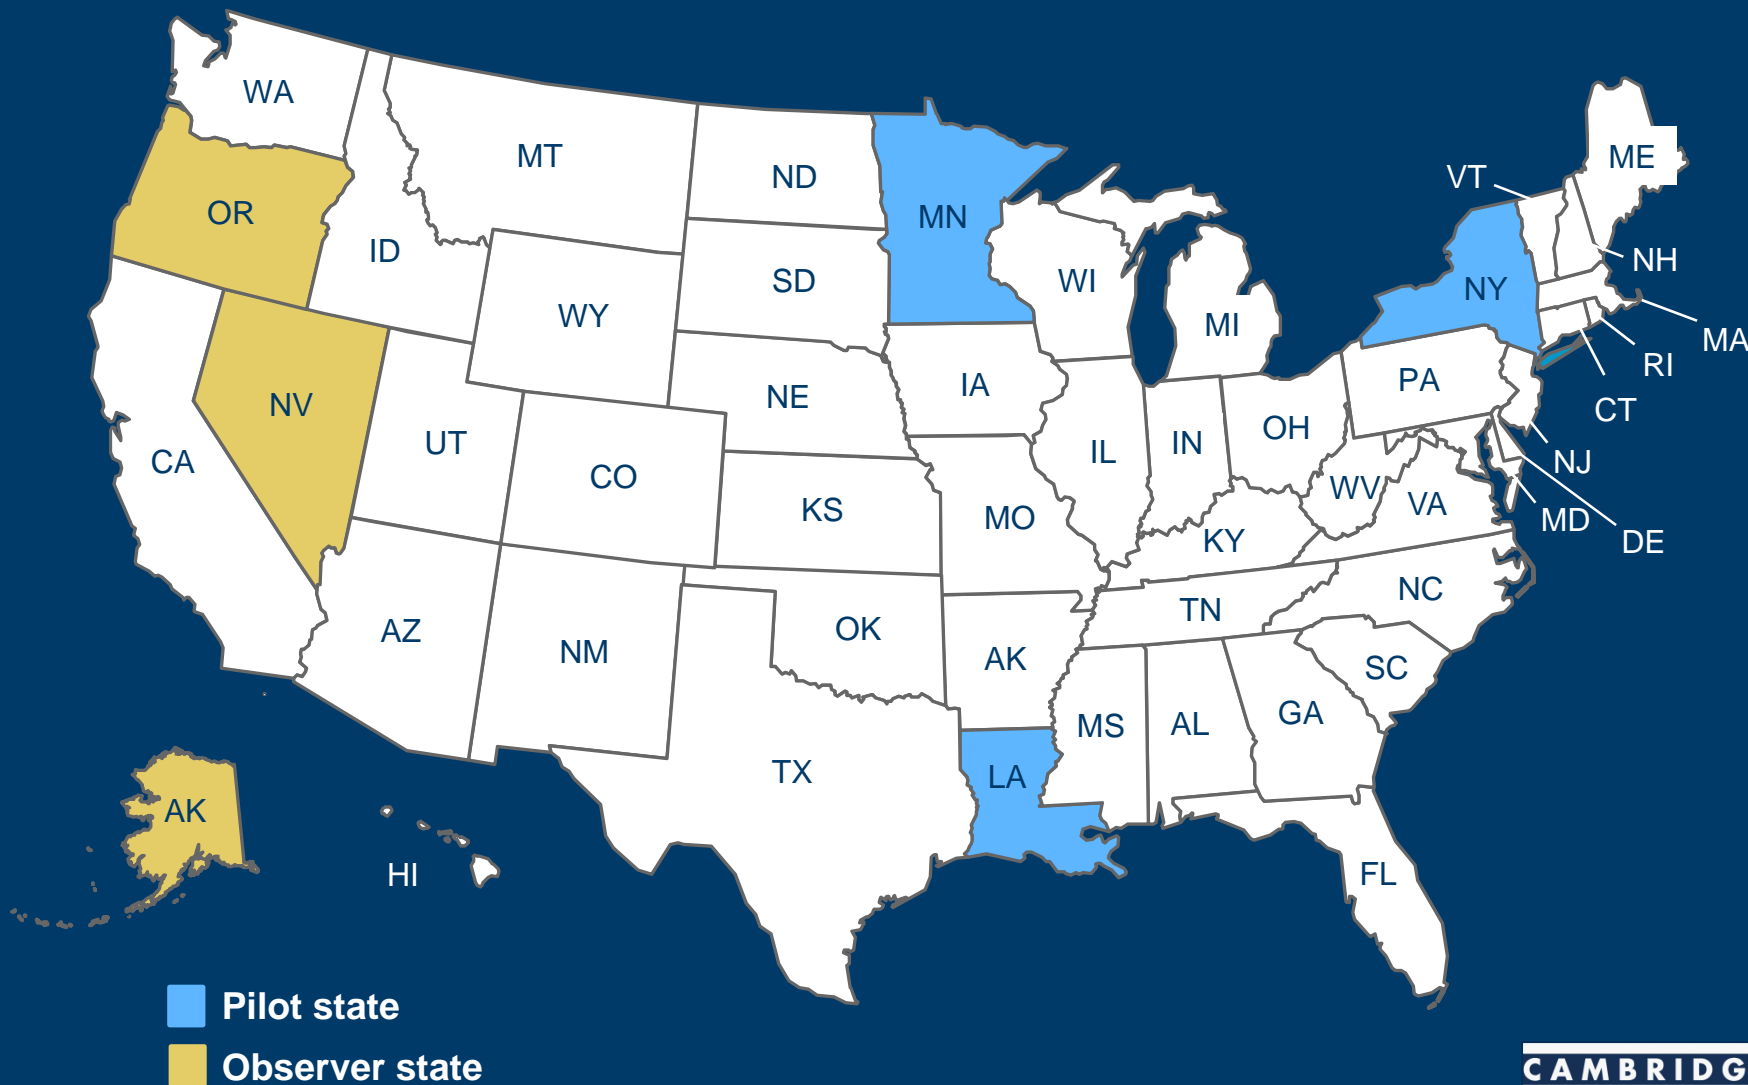 WA
MT
ND
MN
ME
VT
OR
ID
SD
WI
NH
NY
WY
MI
MA
RI
NV
NE
IA
PA
CT
UT
CA
CO
IL
IN
OH
NJ
KS
MO
WV
VA
MD
KY
DE
AZ
NM
OK
TN
NC
AK
SC
MS
AL
GA
TX
LA
AK
HI
FL
Pilot state
Observer state
CAMBRIDG